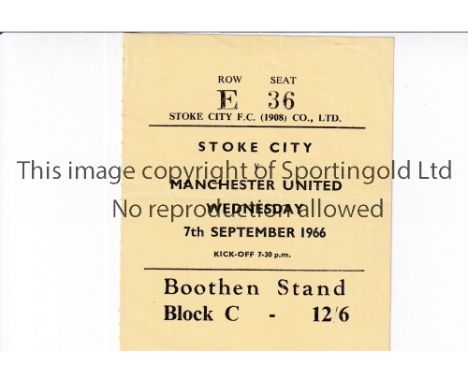 ROW SEAT
E 36
STOKE CITY F.C. (1908) CO., LTD.
STOKE CITY
v
This image copyright of Sportingold Ltd
MANCHESTER UNITED
WEDNESDAY
No reproduction allowed
7th SEPTEMBER 1966
KICK-OFF 7-30 p.m.
Boothen Stand
Block C - 12/6